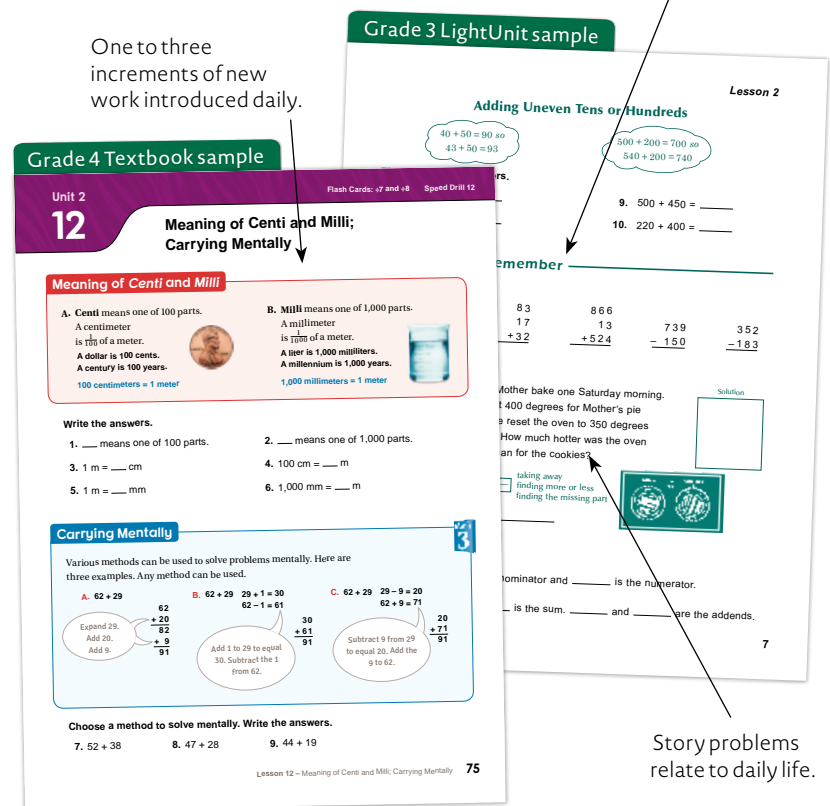 One to three
increments of new
work introduced daily.
Grade 3 LightUnit sample
Lesson 2
Adding Uneven Tens or Hundreds
40 + 50 = 90 so
43 + 50 = 93
500 + 200 = 700 so
540 + 200 = 740
rs.
9. 500 + 450 = ____
10. 220 + 400 = ____
emember
83
17
+32
866
13
+524
739
− 150
352
−183
Mother bake one Saturday morning.
t 400 degrees for Mother's pie
e reset the oven to 350 degrees
How much hotter was the oven
an for the cookies?
Solution
taking away
finding more or less
finding the missing part
nominator and ____ is the numerator.
is the sum. ____ and ____ are the addends.
7
Story problems
relate to daily life.
Grade 4 Textbook sample
Unit 2
12
Flash Cards: ÷7 and ÷8 Speed Drill 12
Meaning of Centi and Milli;
Carrying Mentally
Meaning of Centi and Milli
A. Centi means one of 100 parts.
A centimeter
is 1/100 of a meter.
A dollar is 100 cents.
A century is 100 years.
100 centimeters = 1 meter
B. Milli means one of 1,000 parts.
A millimeter
is 1/1000 of a meter.
A liter is 1,000 milliliters.
A millennium is 1,000 years.
1,000 millimeters = 1 meter
Write the answers.
1. ___ means one of 100 parts.
2. ___ means one of 1,000 parts.
3. 1 m = ___ cm
4. 100 cm = ___ m
5. 1 m = ___ mm
6. 1,000 mm = ___ m
Carrying Mentally
3
Various methods can be used to solve problems mentally. Here are
three examples. Any method can be used.
A. 62 + 29
Expand 29.
Add 20.
Add 9.
62
+ 20
82
+ 9
91
B. 62 + 29 29 + 1 = 30
62 − 1 = 61
Add 1 to 29 to equal
30. Subtract the 1
from 62.
30
+ 61
91
C. 62 + 29 29 − 9 = 20
62 + 9 = 71
Subtract 9 from 29
to equal 20. Add the
9 to 62.
20
+ 71
91
Choose a method to solve mentally. Write the answers.
7. 52 + 38
8. 47 + 28
9. 44 + 19
Lesson 12 – Meaning of Centi and Milli; Carrying Mentally 75